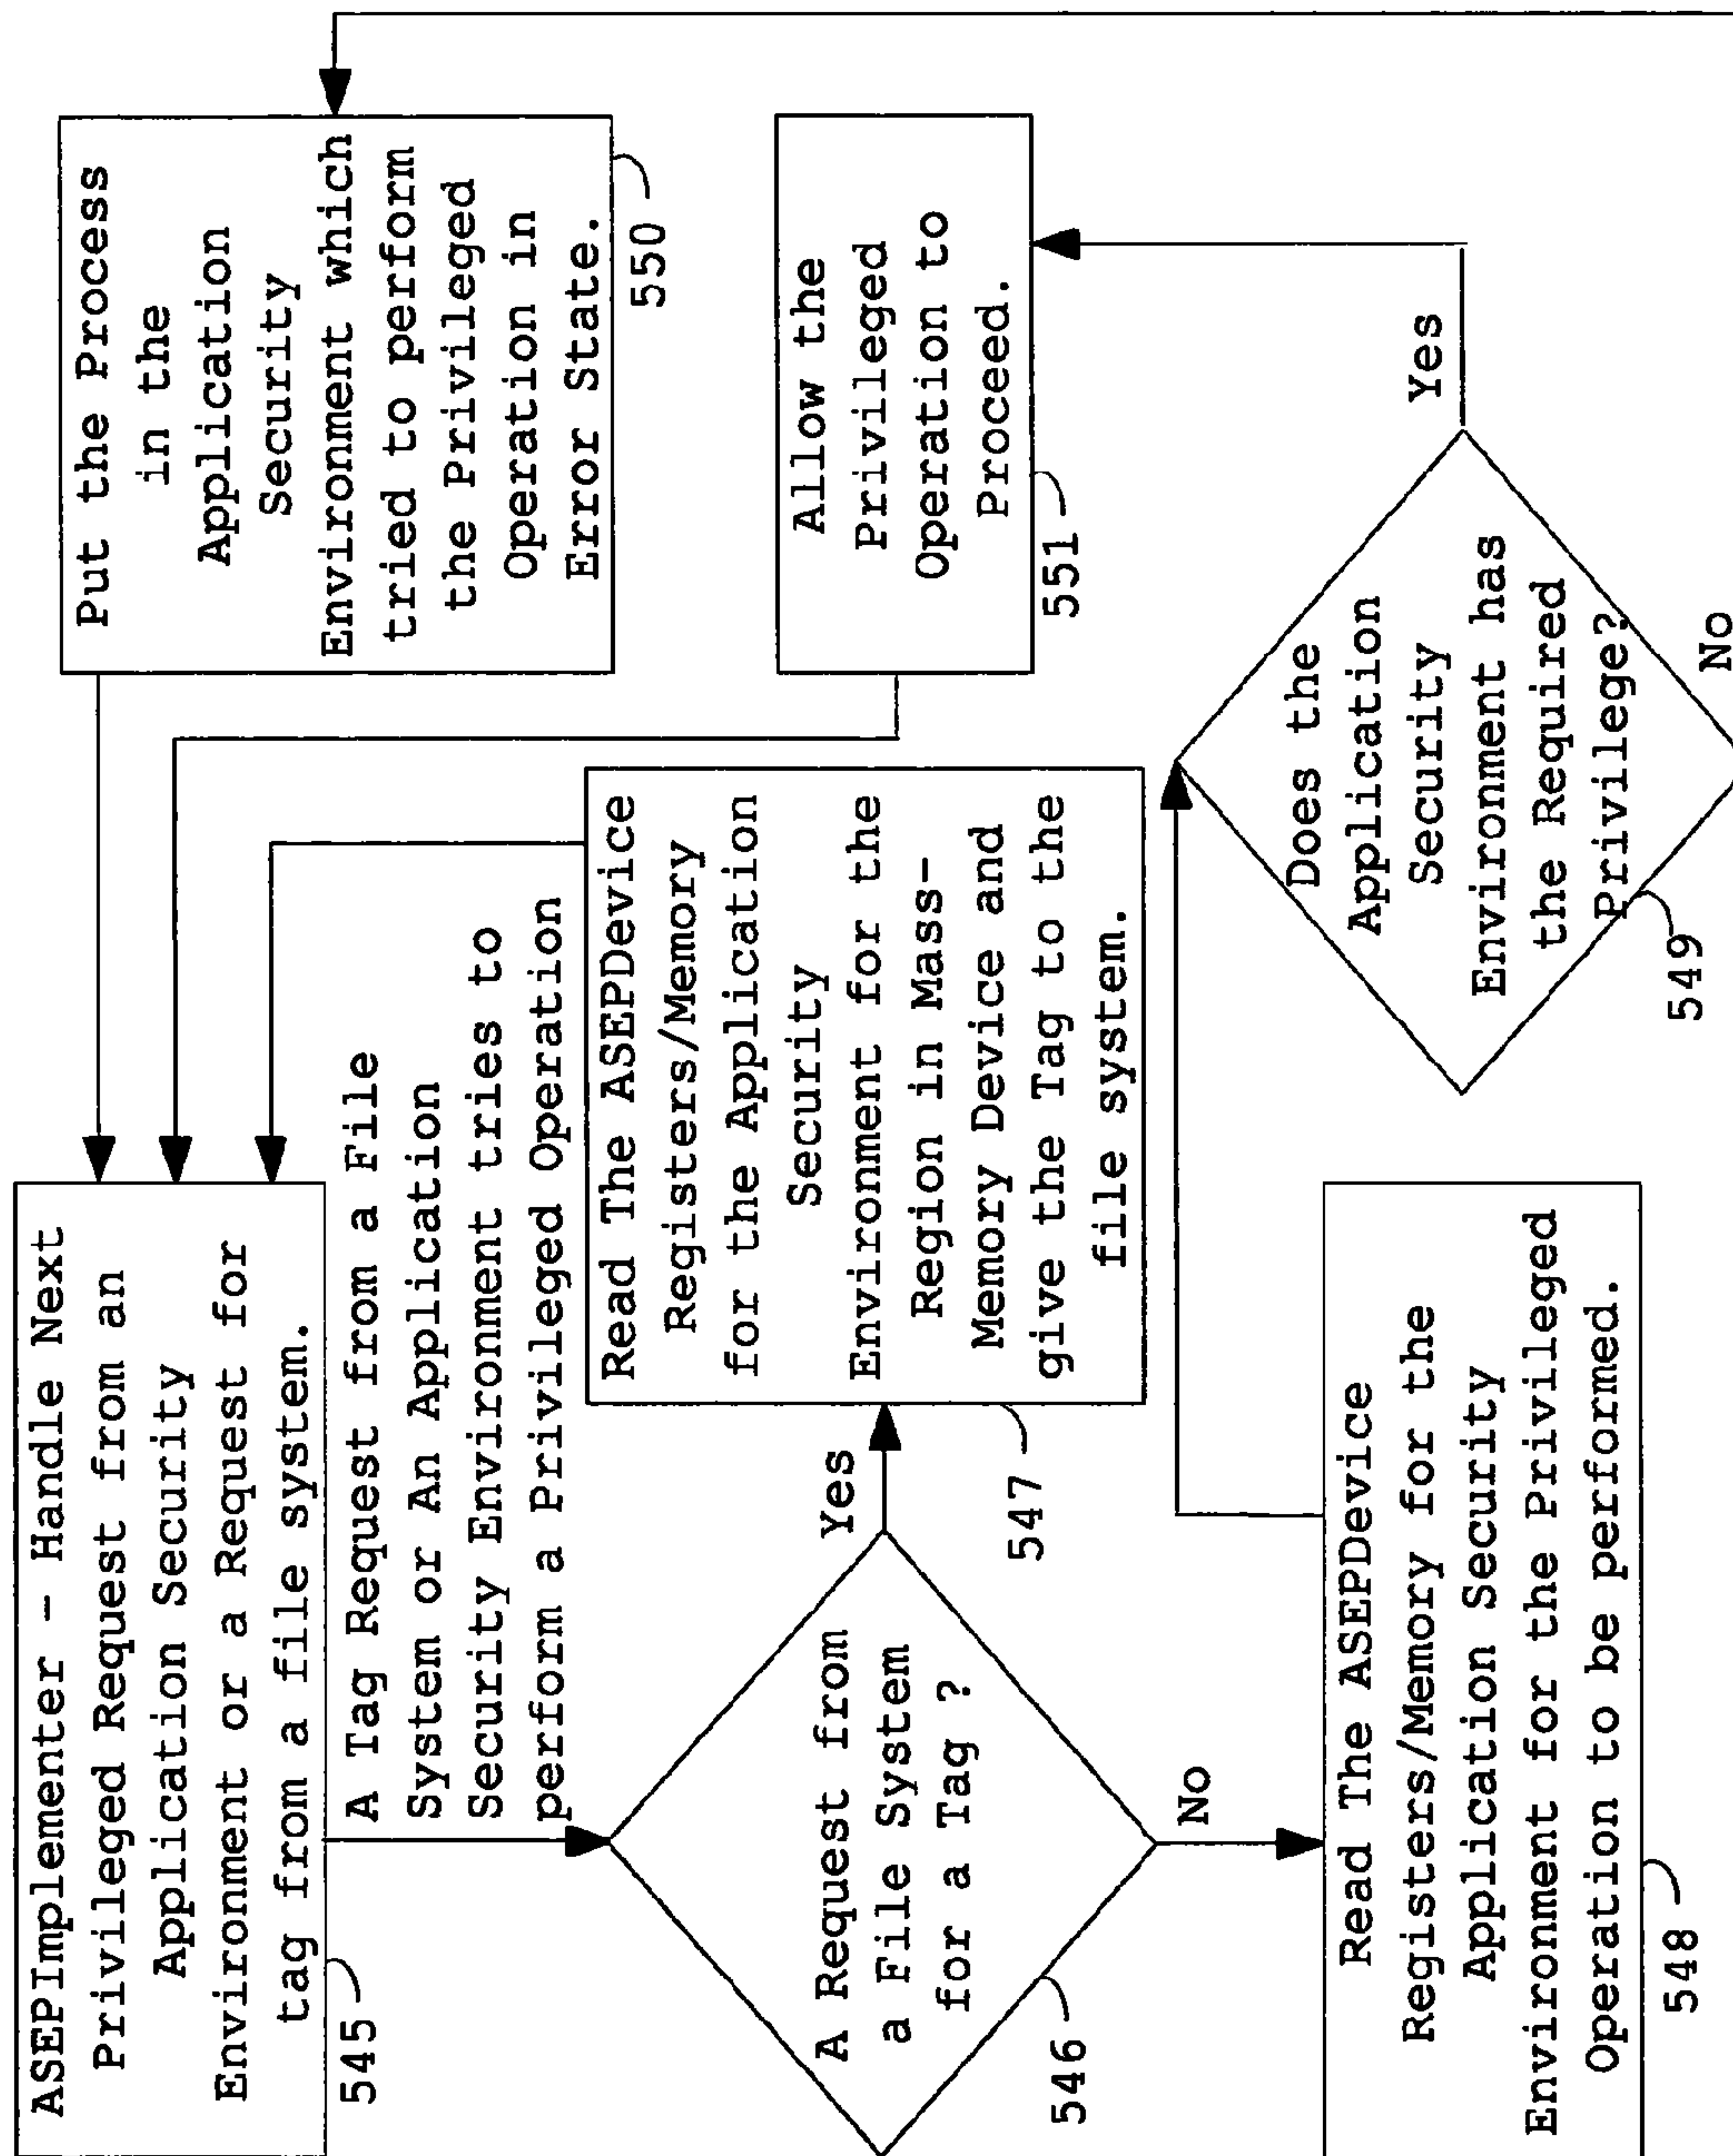 ASEPImplementer - Handle Next
Privileged Request from an
Application Security
Environment or a Request for
tag from a file system.
545
A Tag Request from a File
System or An Application
Security Environment tries to
perform a Privileged Operation
A Request from
a File System
for a Tag ?
546
Yes
No
Read The ASEPDevice
Registers/Memory
for the Application
Security
Environment for the
Region in Mass-
Memory Device and
give the Tag to the
file system.
547
Read The ASEPDevice
Registers/Memory for the
Application Security
Environment for the Privileged
Operation to be performed.
548
Does the
Application
Security
Environment has
the Required
Privilege?
549
Yes
No
Put the Process
in the
Application
Security
Environment which
tried to perform
the Privileged
Operation in
Error State.
550
Allow the
Privileged
Operation to
Proceed.
551